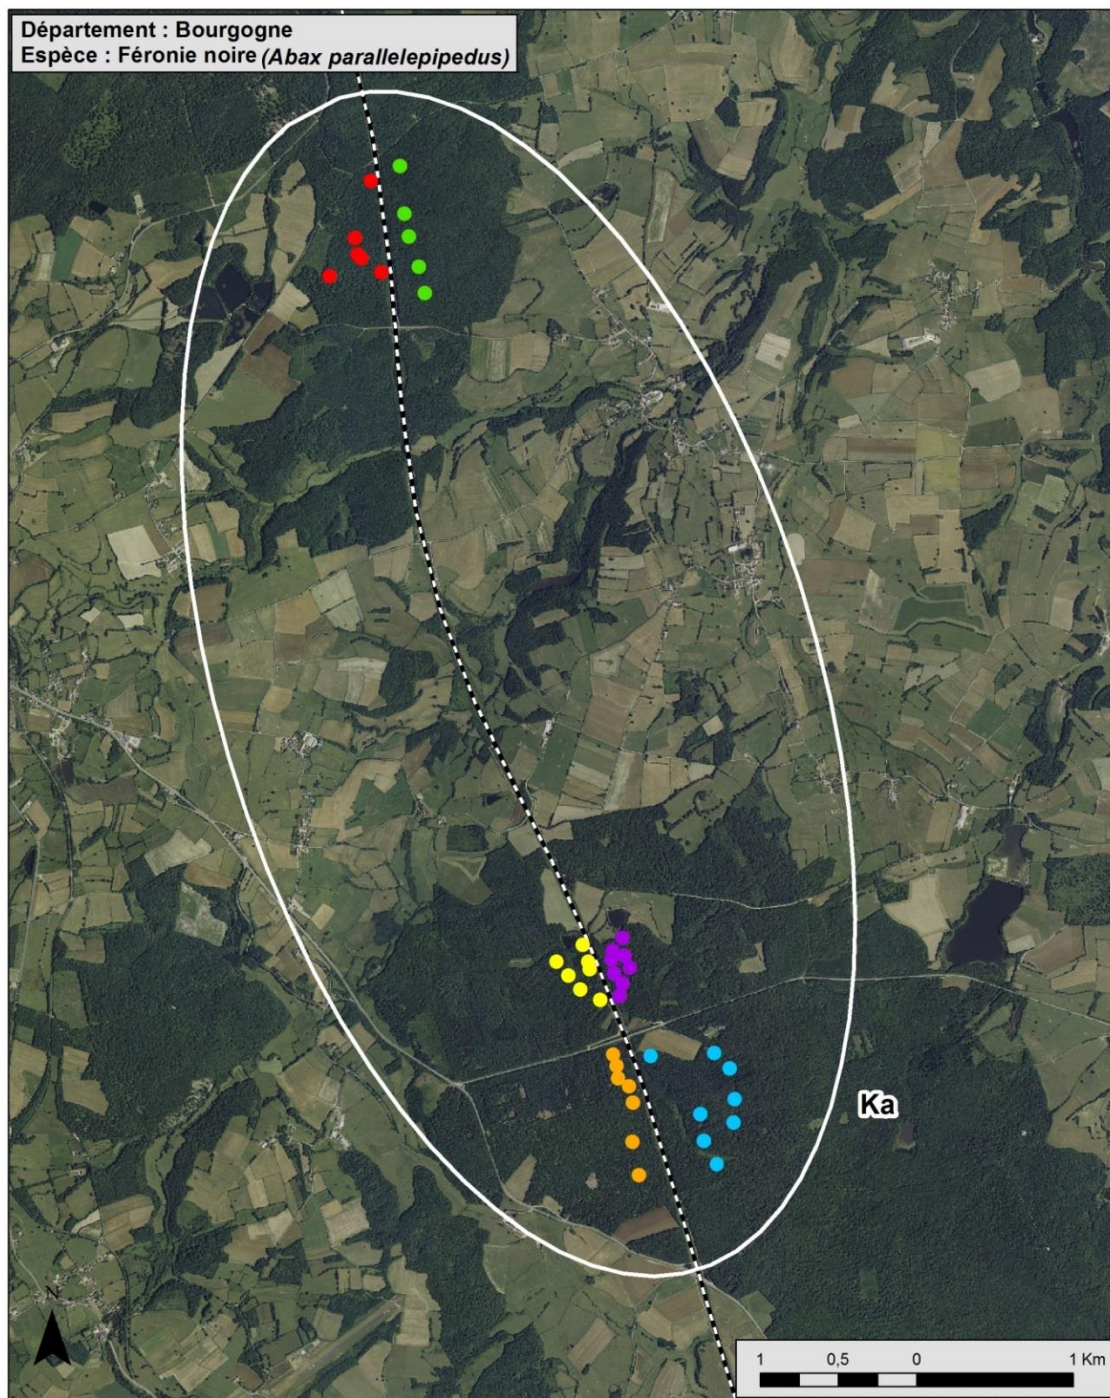 Département : Bourgogne
Espèce : Féronie noire (Abax parallelepipedus)
Ka
N
1 0,5 0 1 Km